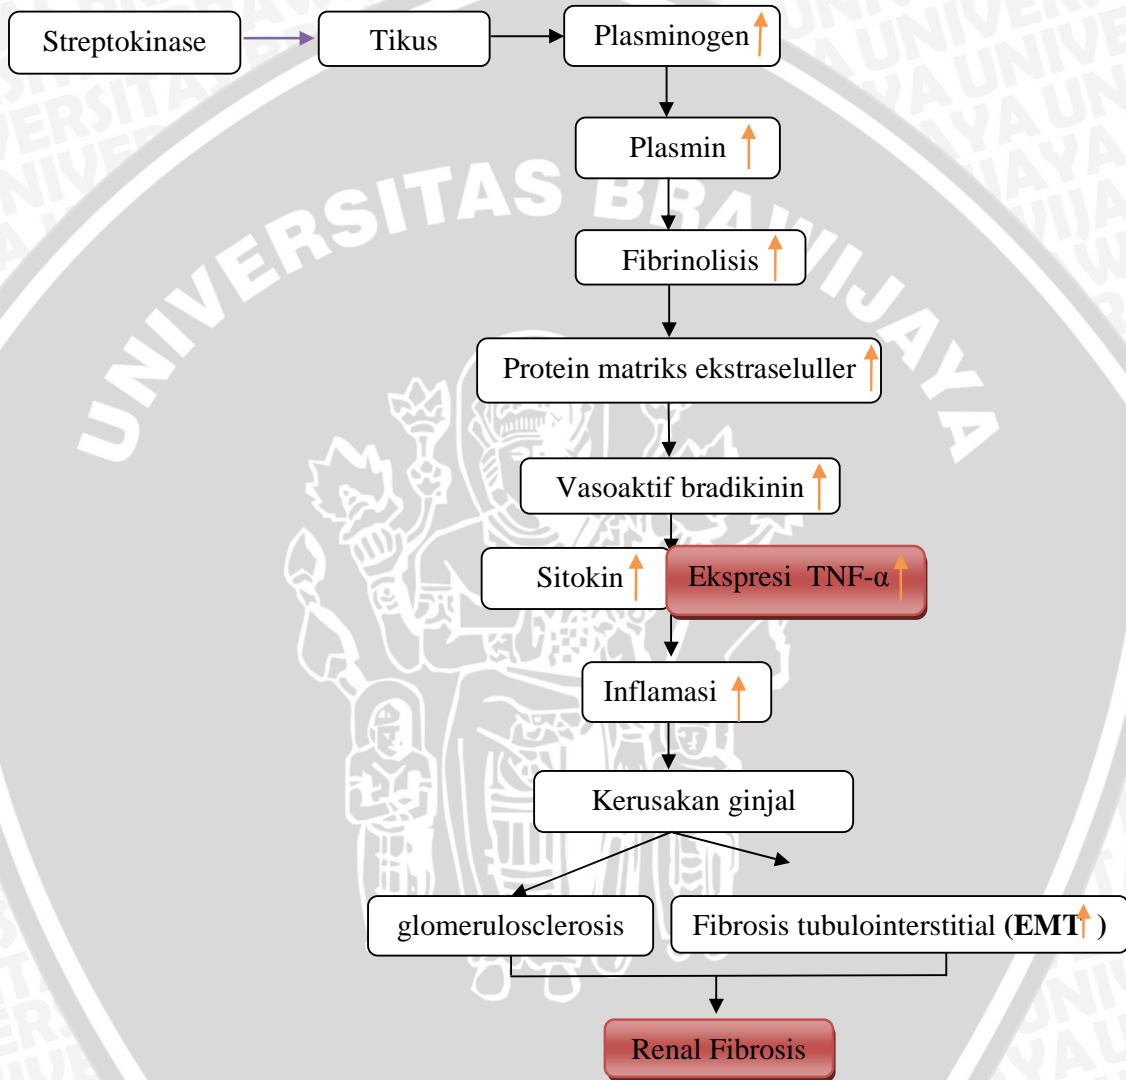 Streptokinase
Tikus
Plasminogen
Plasmin
UNIVERSITAS BRAWIJAYA
Fibrinolisis
Protein matriks ekstraseluller
Vasoaktif bradikinin
Sitokin
Ekspresi TNF-α
Inflamasi
Kerusakan ginjal
glomerulosclerosis
Fibrosis tubulointerstitial (EMT )
Renal Fibrosis